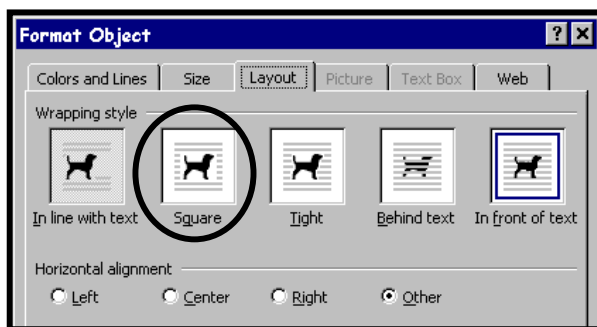 Format Object
? X
Colors and Lines Size Layout Picture Text Box Web
Wrapping style
In line with text Square Tight Behind text In front of text
Horizontal alignment
Left Center Right Other